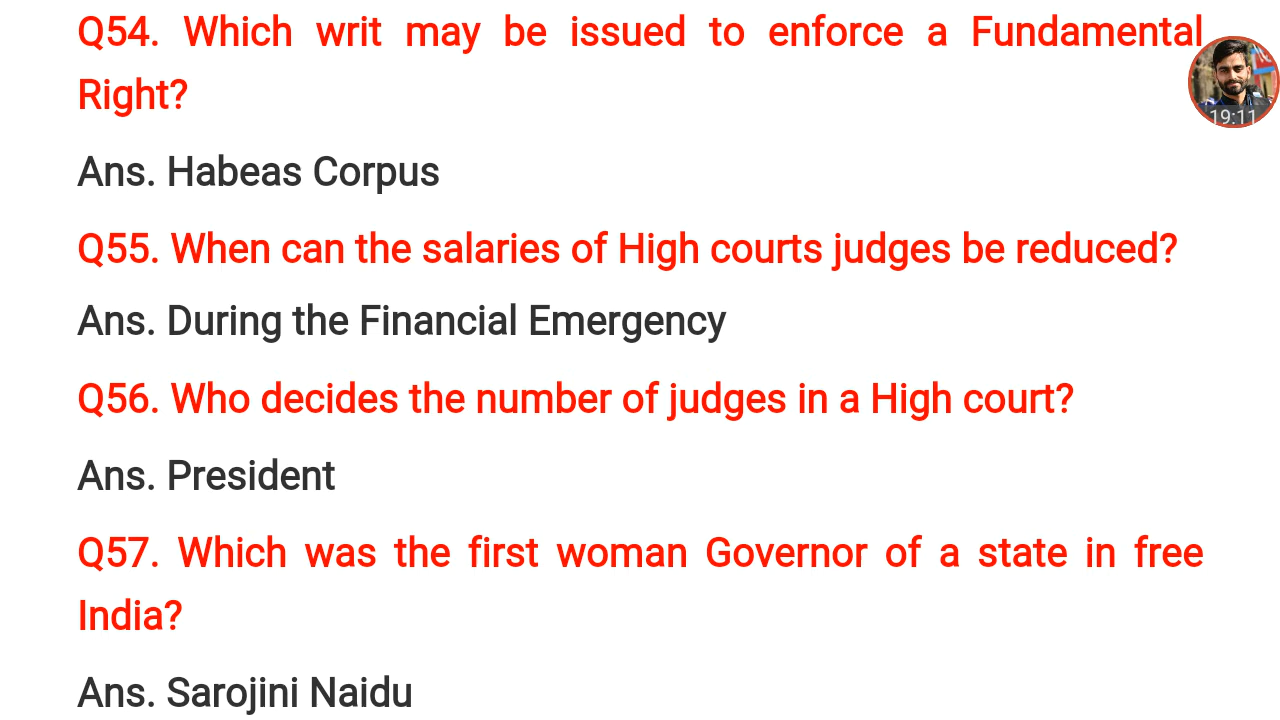 Q54. Which writ may be issued to enforce a Fundamental
Right?
19:11
Ans. Habeas Corpus
Q55. When can the salaries of High courts judges be reduced?
Ans. During the Financial Emergency
Q56. Who decides the number of judges in a High court?
Ans. President
Q57. Which was the first woman Governor of a state in free
India?
Ans. Sarojini Naidu